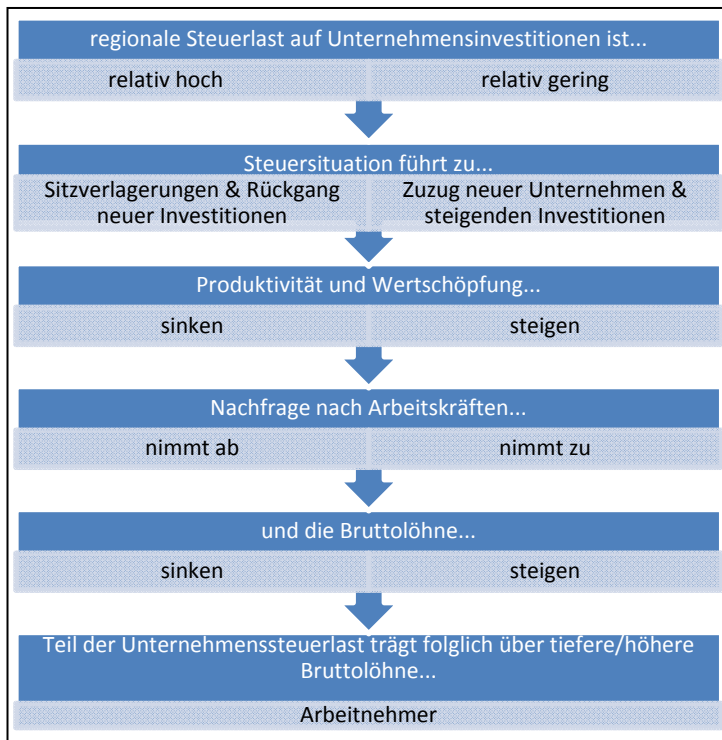 regionale Steuerlast auf Unternehmensinvestitionen ist...
relativ hoch
relativ gering
Steuersituation führt zu...
Sitzverlagerungen & Rückgang
neuer Investitionen
Zuzug neuer Unternehmen &
steigenden Investitionen
Produktivität und Wertschöpfung...
sinken
steigen
Nachfrage nach Arbeitskräften...
nimmt ab
nimmt zu
und die Bruttolöhne...
sinken
steigen
Teil der Unternehmenssteuerlast trägt folglich über tiefere/höhere
Bruttolöhne...
Arbeitnehmer